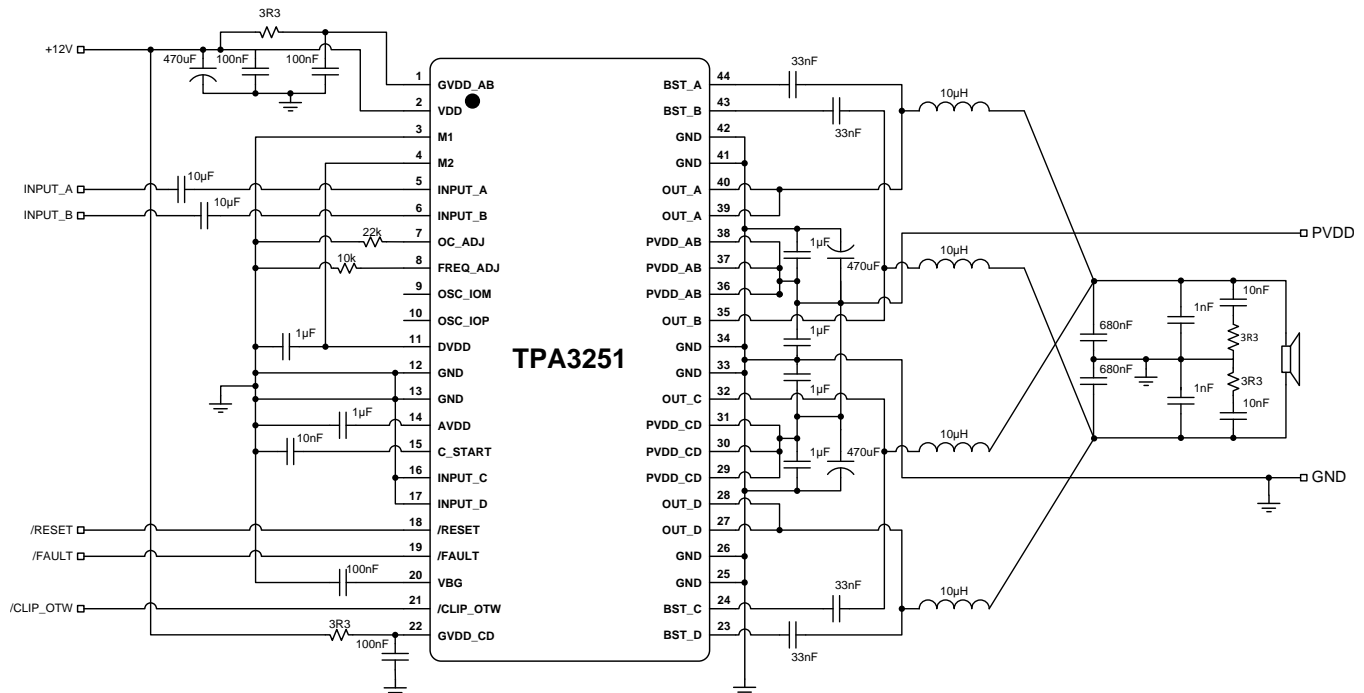 3R3
+12V
470uF
100nF
100nF
33nF
1 GVDD_AB BST_A 44
10µH
2 VDD BST_B 43
33nF
3 M1 GND 42
4 M2 GND 41
INPUT_A 10µF 5 INPUT_A OUT_A 40
INPUT_B 10µF 6 INPUT_B OUT_A 39
22k 7 OC_ADJ PVDD_AB 38 1µF PVDD
10k 8 FREQ_ADJ PVDD_AB 37 470uF 10µH
9 OSC_IOM PVDD_AB 36
10nF
10 OSC_IOP OUT_B 35
1nF
680nF
1µF 11 DVDD GND 34 1µF 3R3
TPA3251
12 GND GND 33
680nF
3R3
13 GND OUT_C 32 1µF 1nF 10nF
1µF 14 AVDD PVDD_CD 31
10nF 15 C_START PVDD_CD 30 1µF 470uF 10µH
16 INPUT_C PVDD_CD 29 GND
17 INPUT_D OUT_D 28
/RESET 18 /RESET OUT_D 27
/FAULT 19 /FAULT GND 26
100nF 20 VBG GND 25
33nF
10µH
/CLIP_OTW 21 /CLIP_OTW BST_C 24
3R3 22 GVDD_CD BST_D 23
100nF
33nF